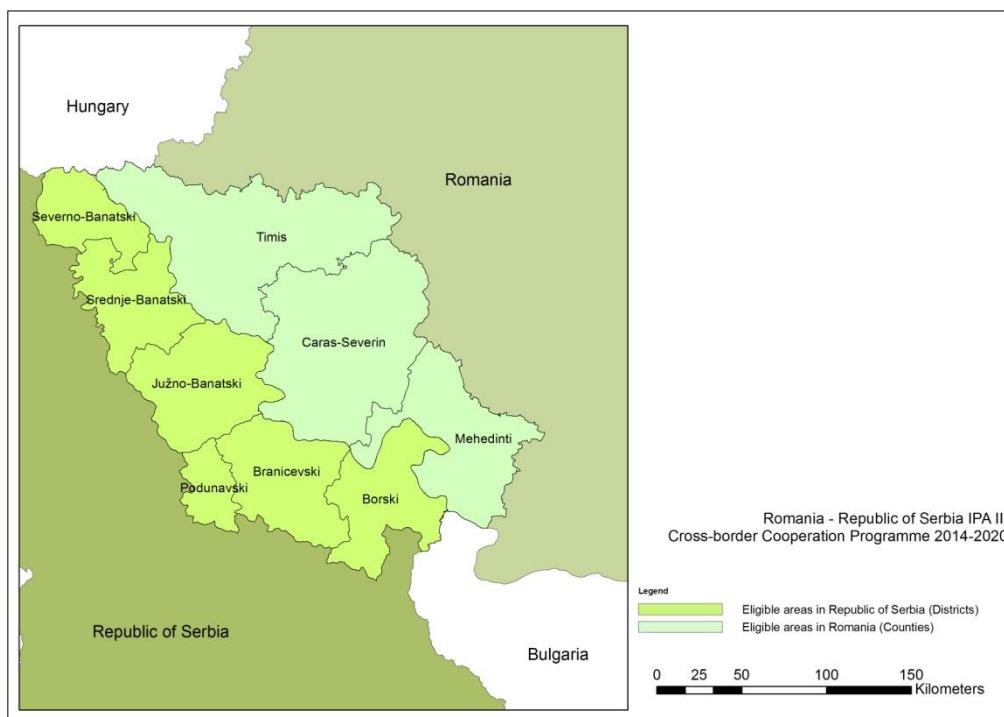 Hungary
Romania
Severno-Banatski
Timis
Srednje-Banatski
Caras-Severin
Južno-Banatski
Mehedinti
Branicevski
Podunavski
Borski
Romania - Republic of Serbia IPA II
Cross-border Cooperation Programme 2014-2020
Legend
Eligible areas in Republic of Serbia (Districts)
Eligible areas in Romania (Counties)
Republic of Serbia
Bulgaria
0 25 50 100 150
Kilometers